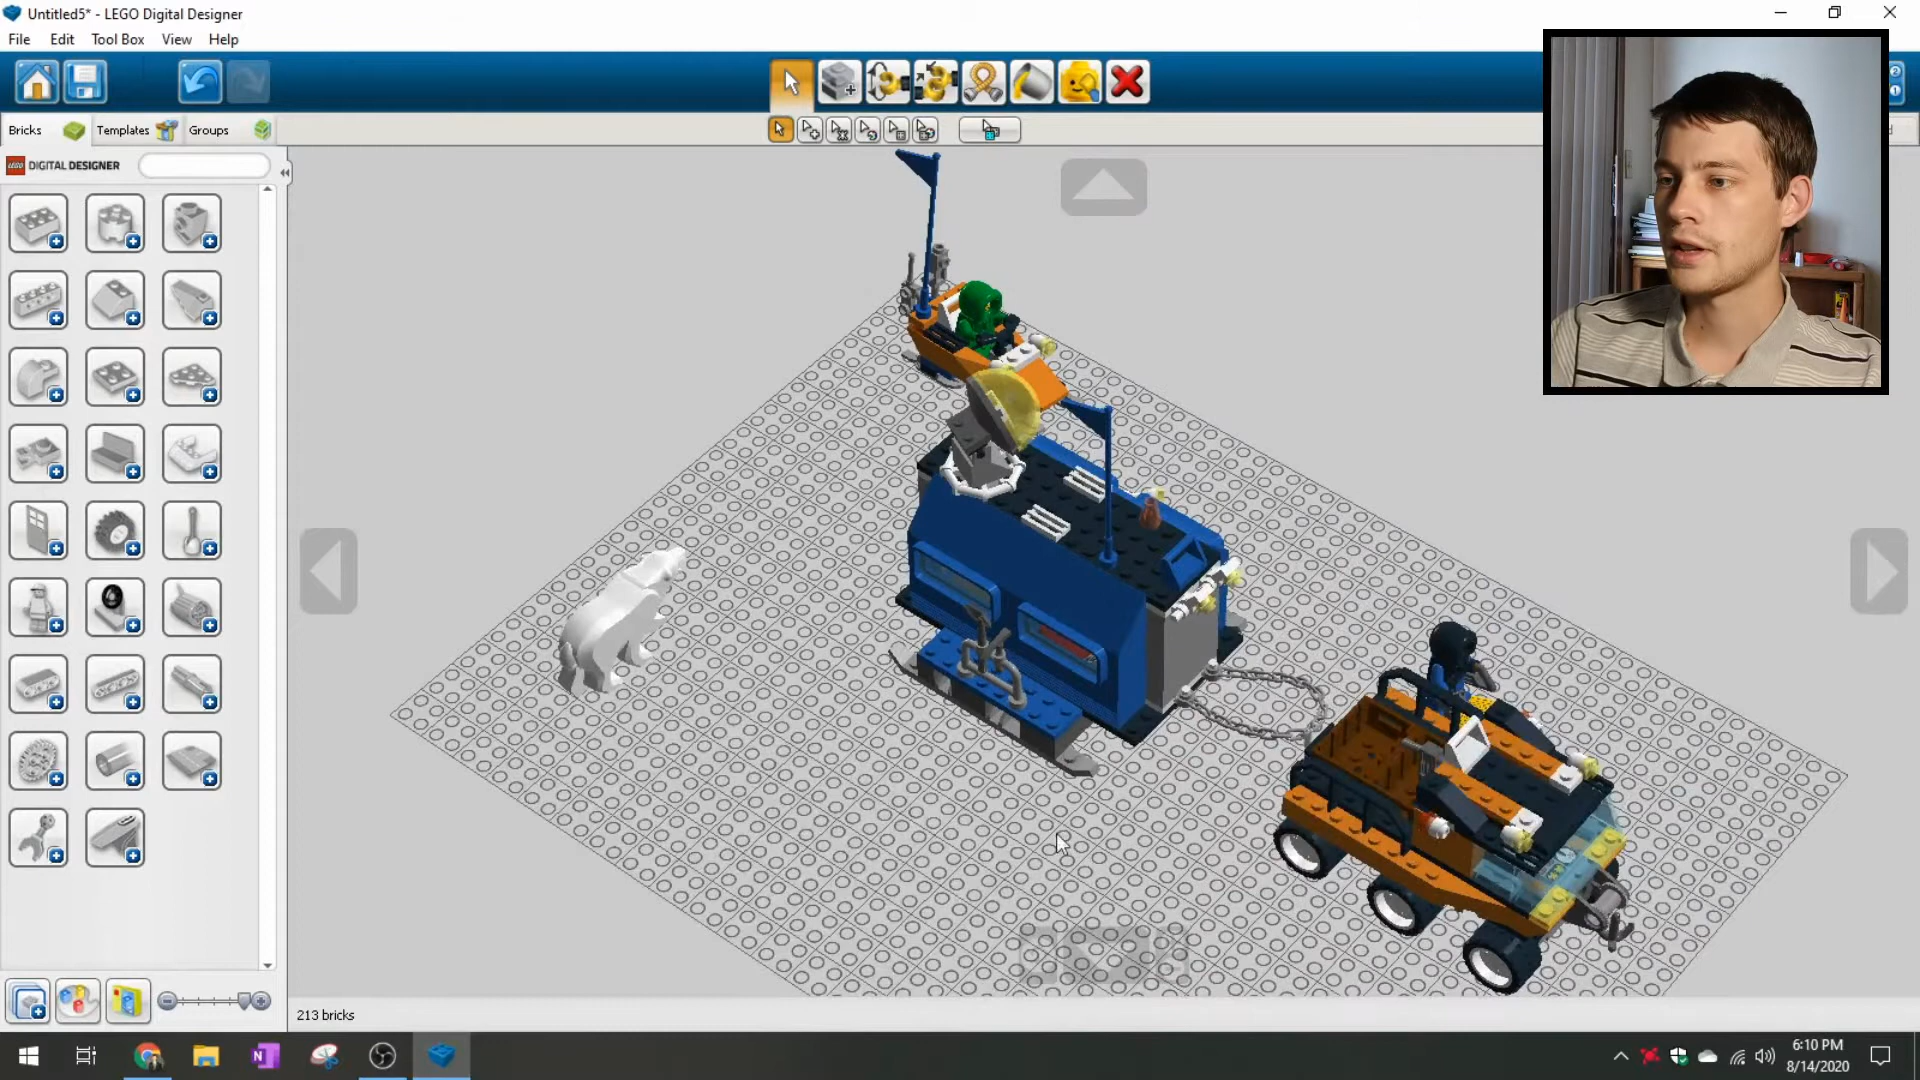 Untitled5* - LEGO Digital Designer
File Edit Tool Box View Help
Bricks Templates Groups
LEGO DIGITAL DESIGNER
213 bricks
6:10 PM
8/14/2020